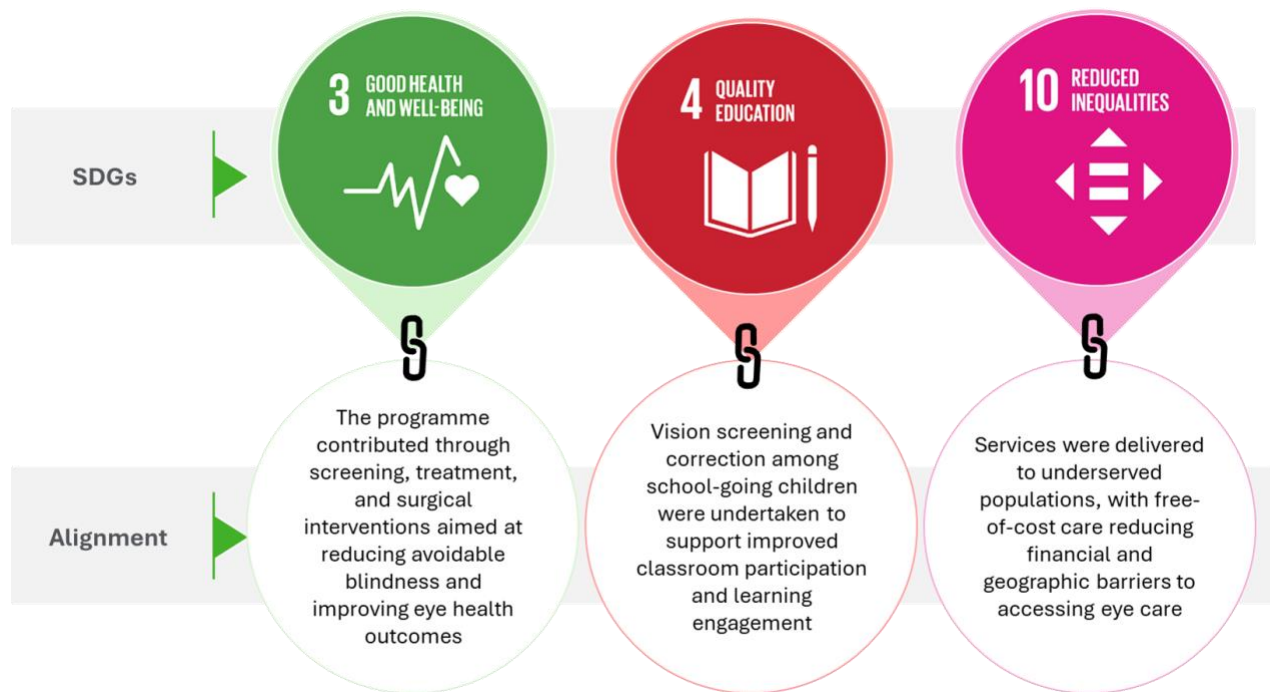 SDGs
3 GOOD HEALTH
AND WELL-BEING
4 QUALITY
EDUCATION
10 REDUCED
INEQUALITIES
Alignment
The programme
contributed through
screening, treatment,
and surgical
interventions aimed at
reducing avoidable
blindness and
improving eye health
outcomes
Vision screening and
correction among
school-going children
were undertaken to
support improved
classroom participation
and learning
engagement
Services were delivered
to underserved
populations, with free-
of-cost care reducing
financial and
geographic barriers to
accessing eye care